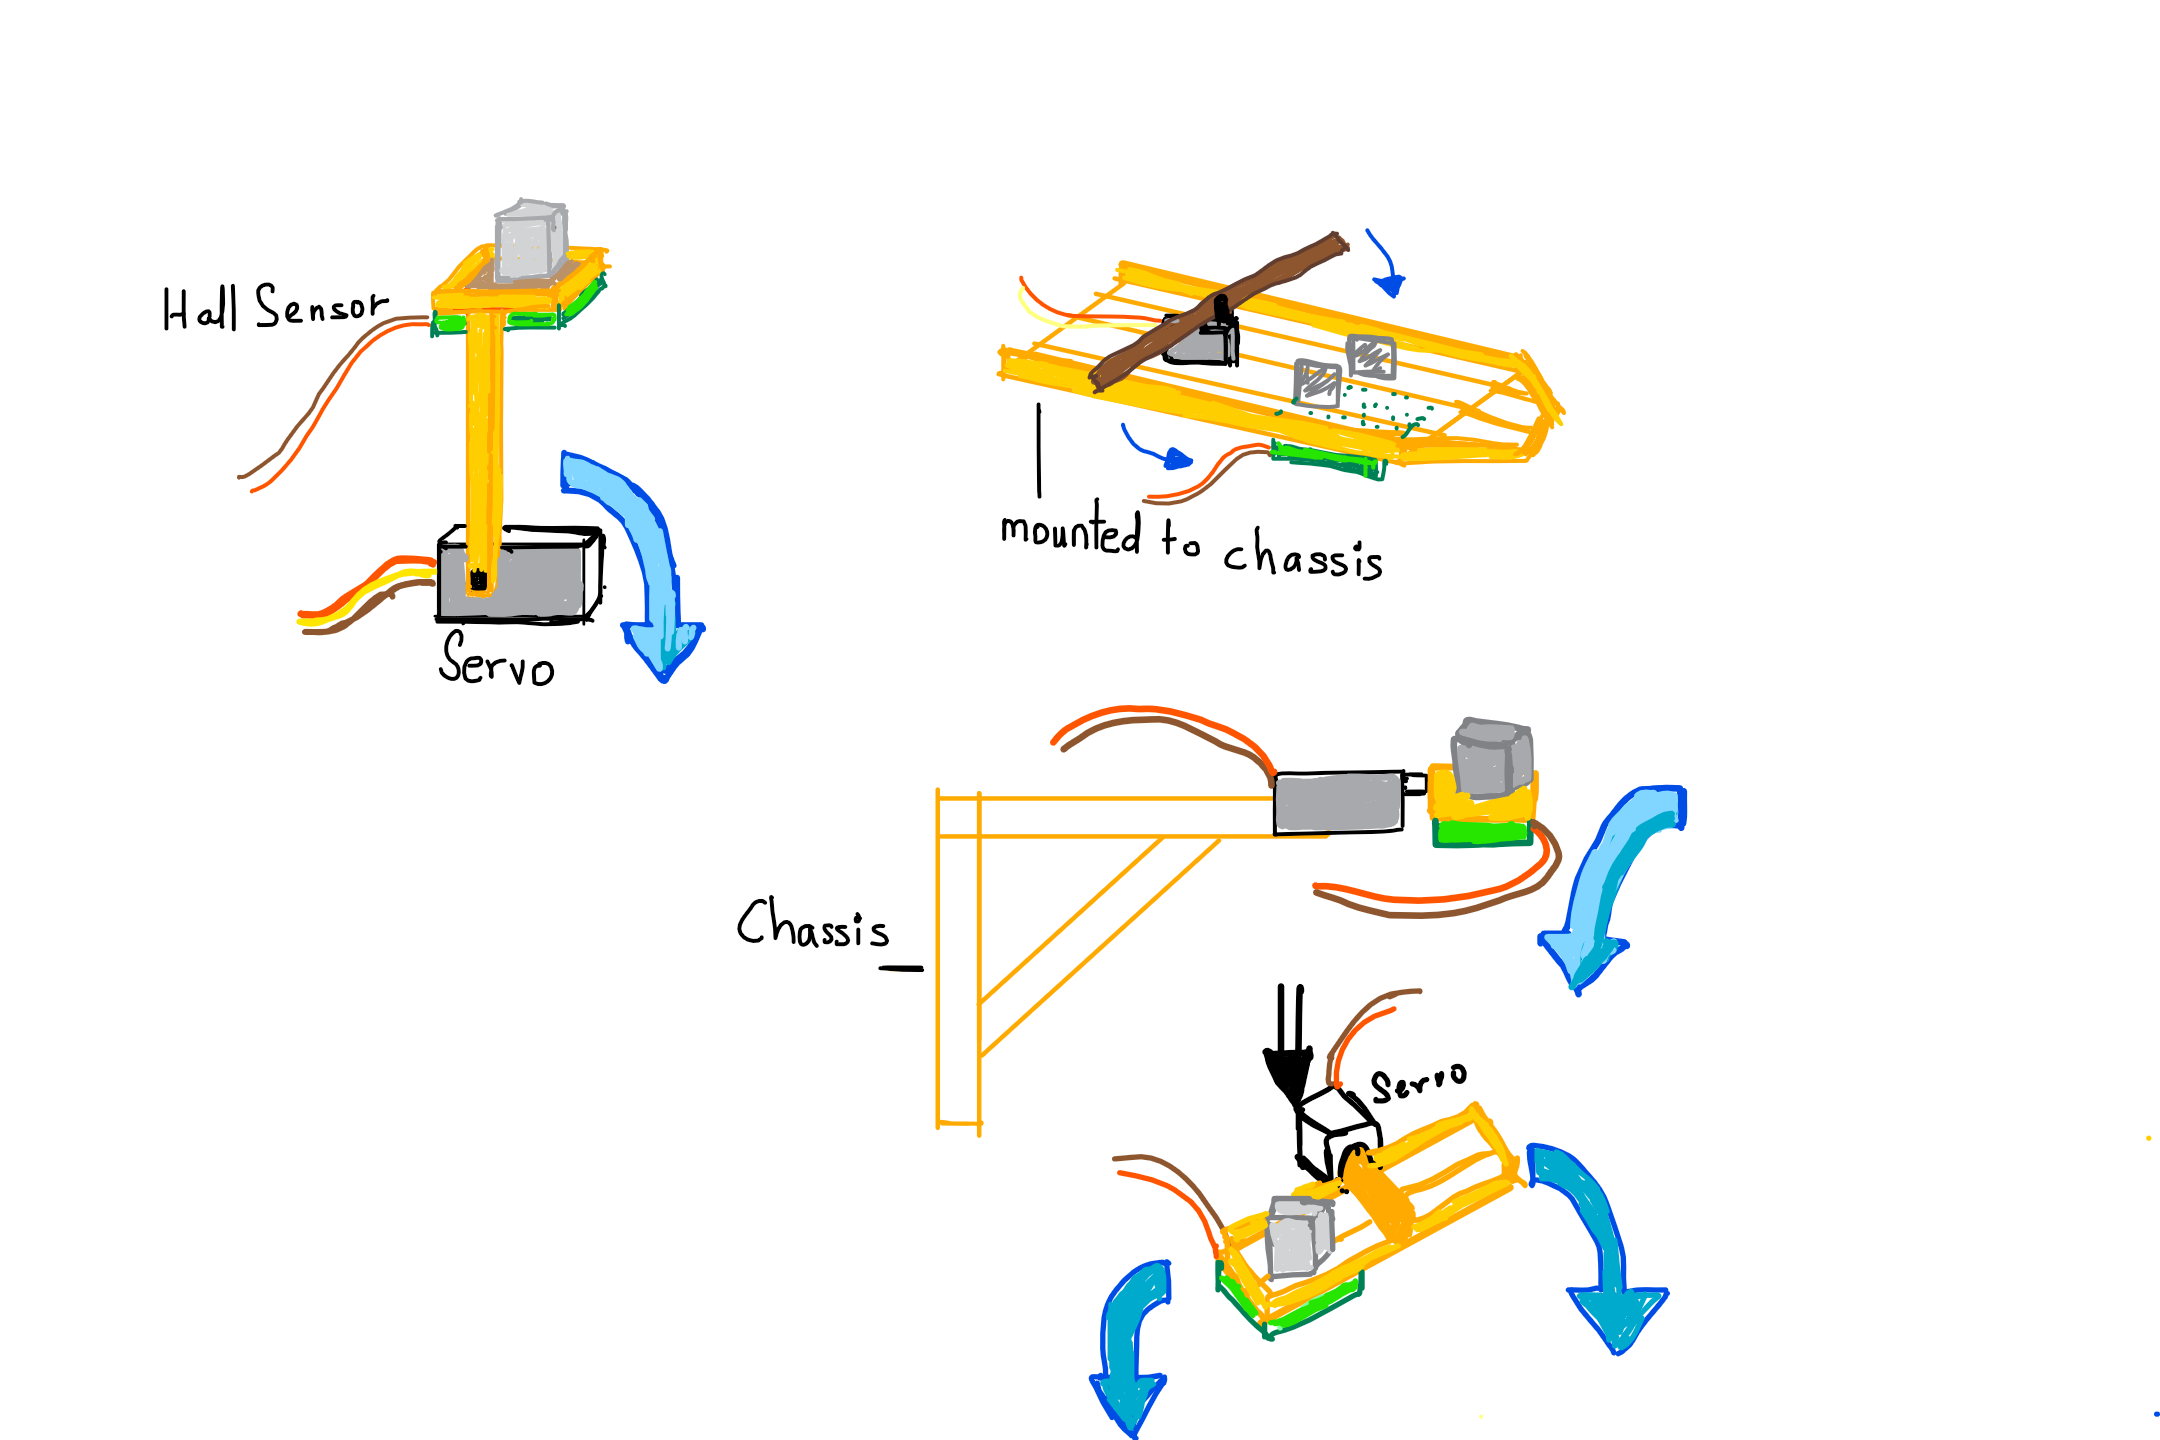 Hall Sensor
Servo
mounted to chassis
Chassis
Servo